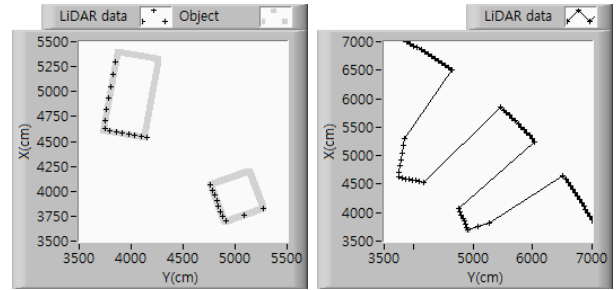 LiDAR data Object
5500
5250
5000
4750
4500
4250
4000
3750
3500
X(cm)
3500 4000 4500 5000 5500
Y(cm)
LiDAR data
7000
6500
6000
5500
5000
4500
4000
3500
X(cm)
3500 5000 6000 7000
Y(cm)